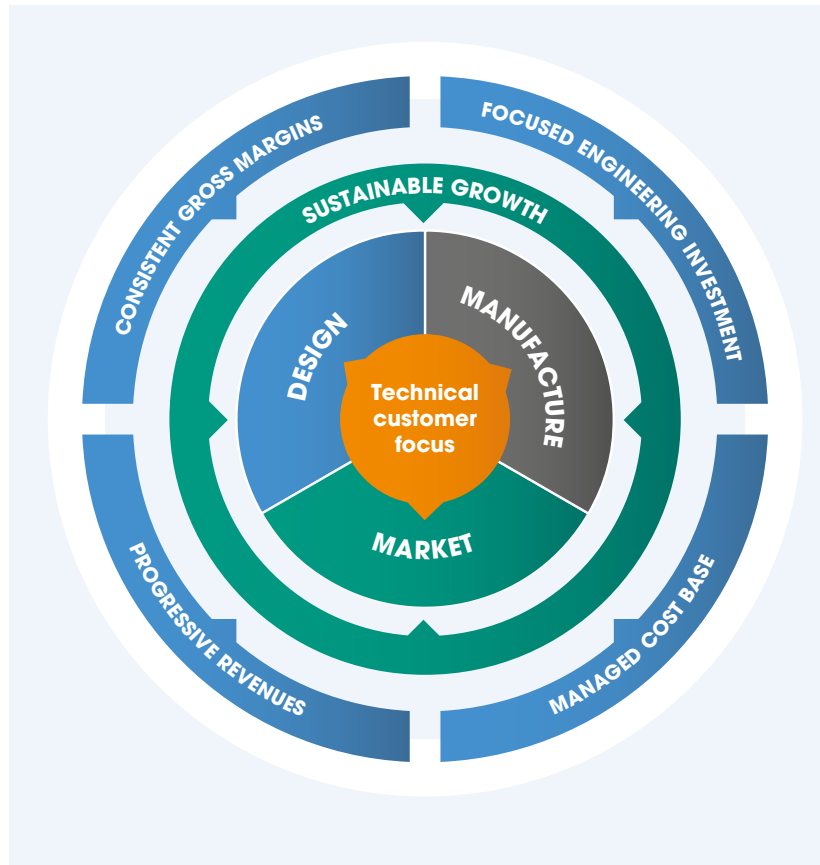 CONSISTENT GROSS MARGINS
FOCUSED ENGINEERING INVESTMENT
SUSTAINABLE GROWTH
DESIGN
MANUFACTURE
Technical
customer
focus
MARKET
PROGRESSIVE REVENUES
MANAGED COST BASE